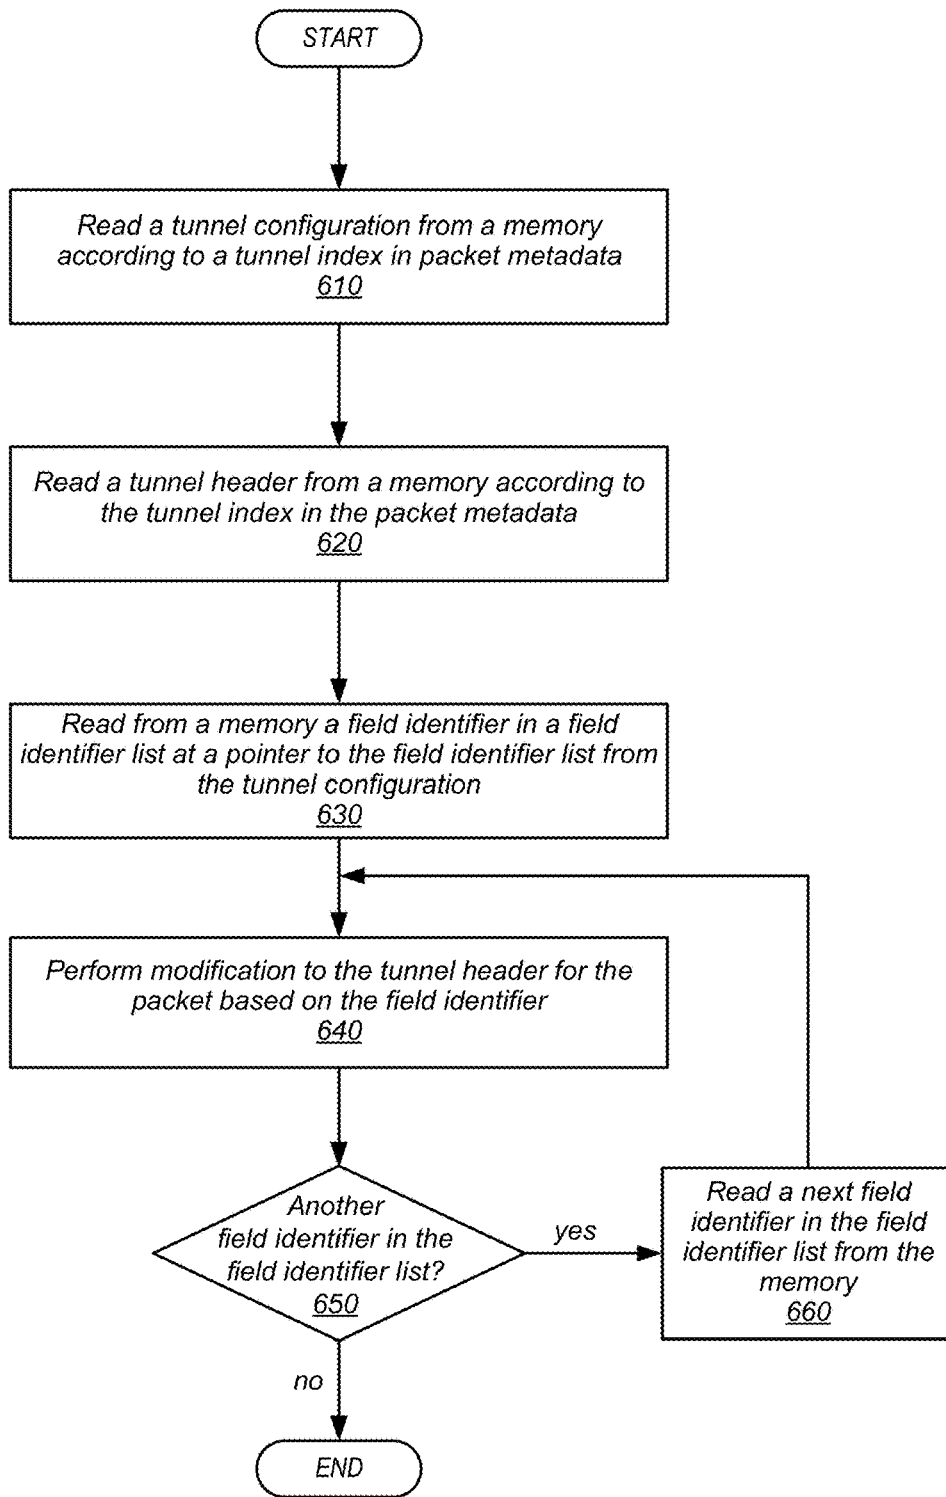 START
Read a tunnel configuration from a memory
according to a tunnel index in packet metadata
610
Read a tunnel header from a memory according to
the tunnel index in the packet metadata
620
Read from a memory a field identifier in a field
identifier list at a pointer to the field identifier list from
the tunnel configuration
630
Perform modification to the tunnel header for the
packet based on the field identifier
640
Another
field identifier in the
field identifier list?
650
yes
Read a next field
identifier in the field
identifier list from the
memory
660
no
END